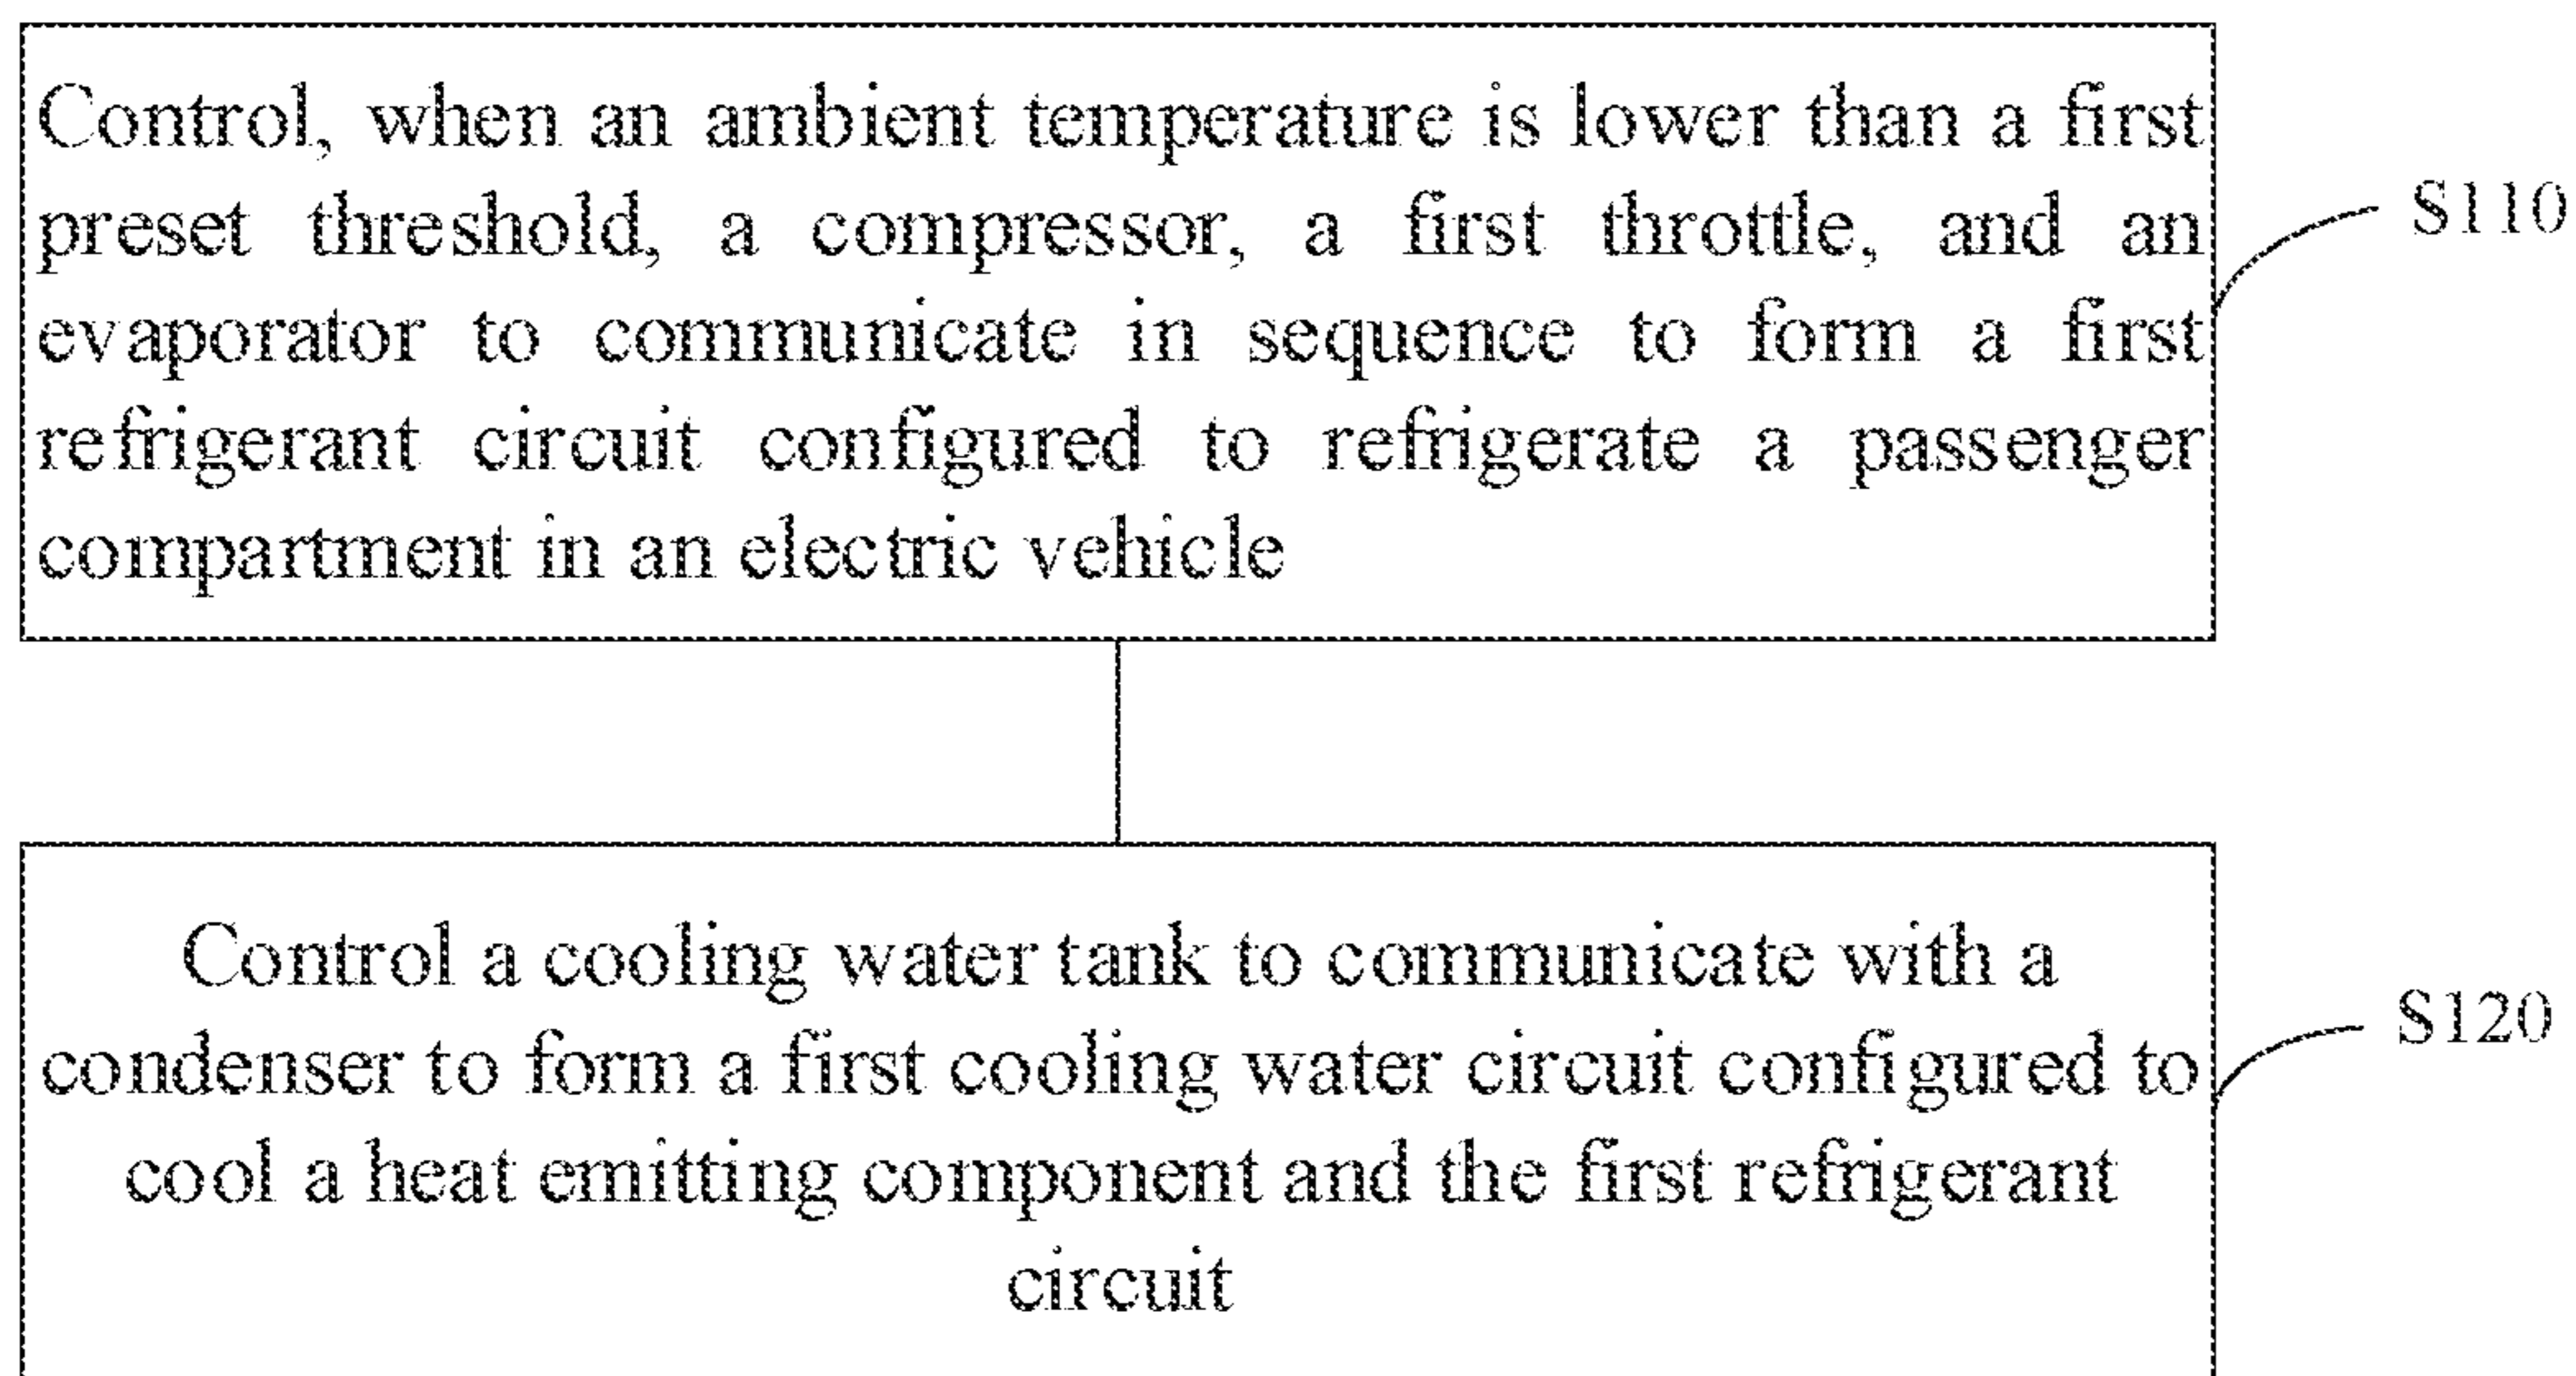 Control, when an ambient temperature is lower than a first
preset threshold, a compressor, a first throttle, and an
evaporator to communicate in sequence to form a first
refrigerant circuit configured to refrigerate a passenger
compartment in an electric vehicle
S110
Control a cooling water tank to communicate with a
condenser to form a first cooling water circuit configured to
cool a heat emitting component and the first refrigerant
circuit
S120